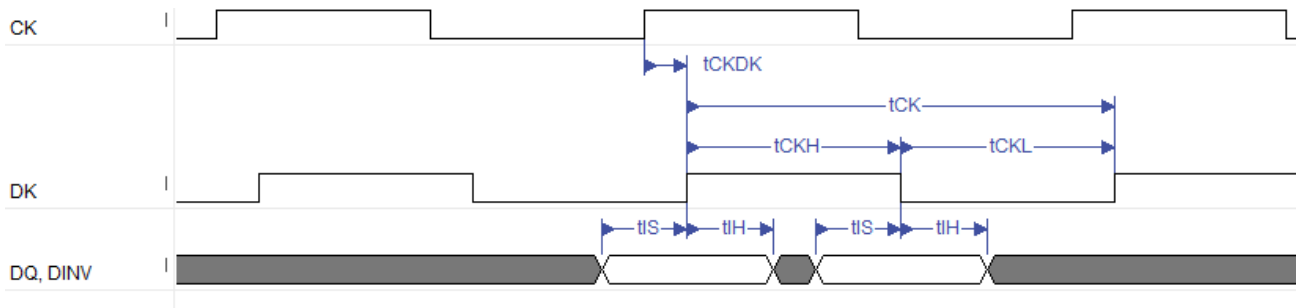 CK
tCKDK
tCK
tCKH tCKL
DK
tIS tIH tIS tIH
DQ, DINV